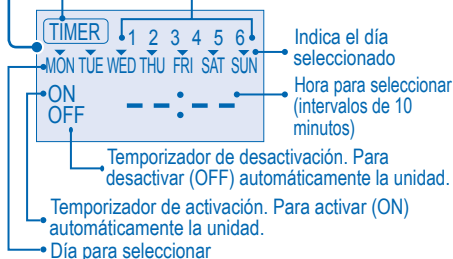 TIMER 1 2 3 4 5 6
MON TUE WED THU FRI SAT SUN
ON
OFF
--:--
Indica el día
seleccionado
Hora para seleccionar
(intervalos de 10
minutos)
Temporizador de desactivación. Para
desactivar (OFF) automáticamente la unidad.
Temporizador de activación. Para activar (ON)
automáticamente la unidad.
Día para seleccionar